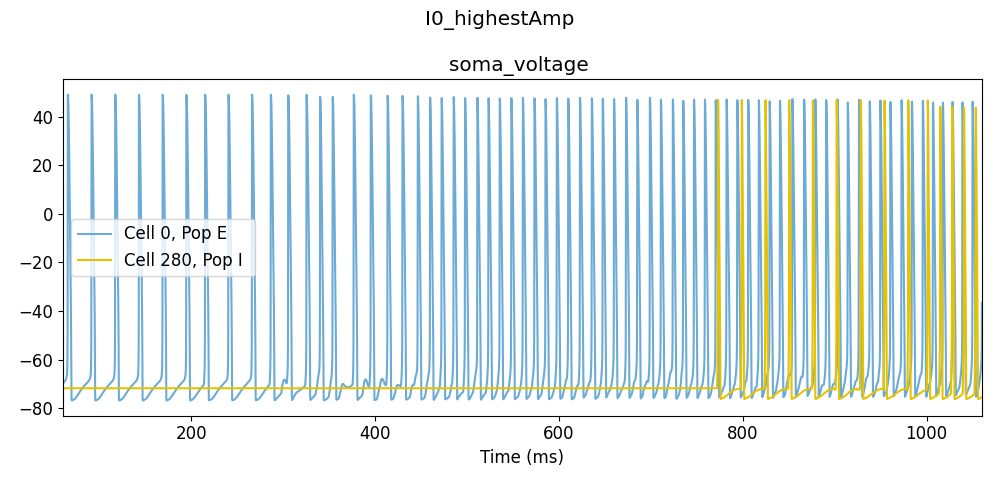 I0_highestAmp
soma_voltage
40
20
0
−20
−40
−60
−80
Cell 0, Pop E
Cell 280, Pop I
200 400 600 800 1000
Time (ms)